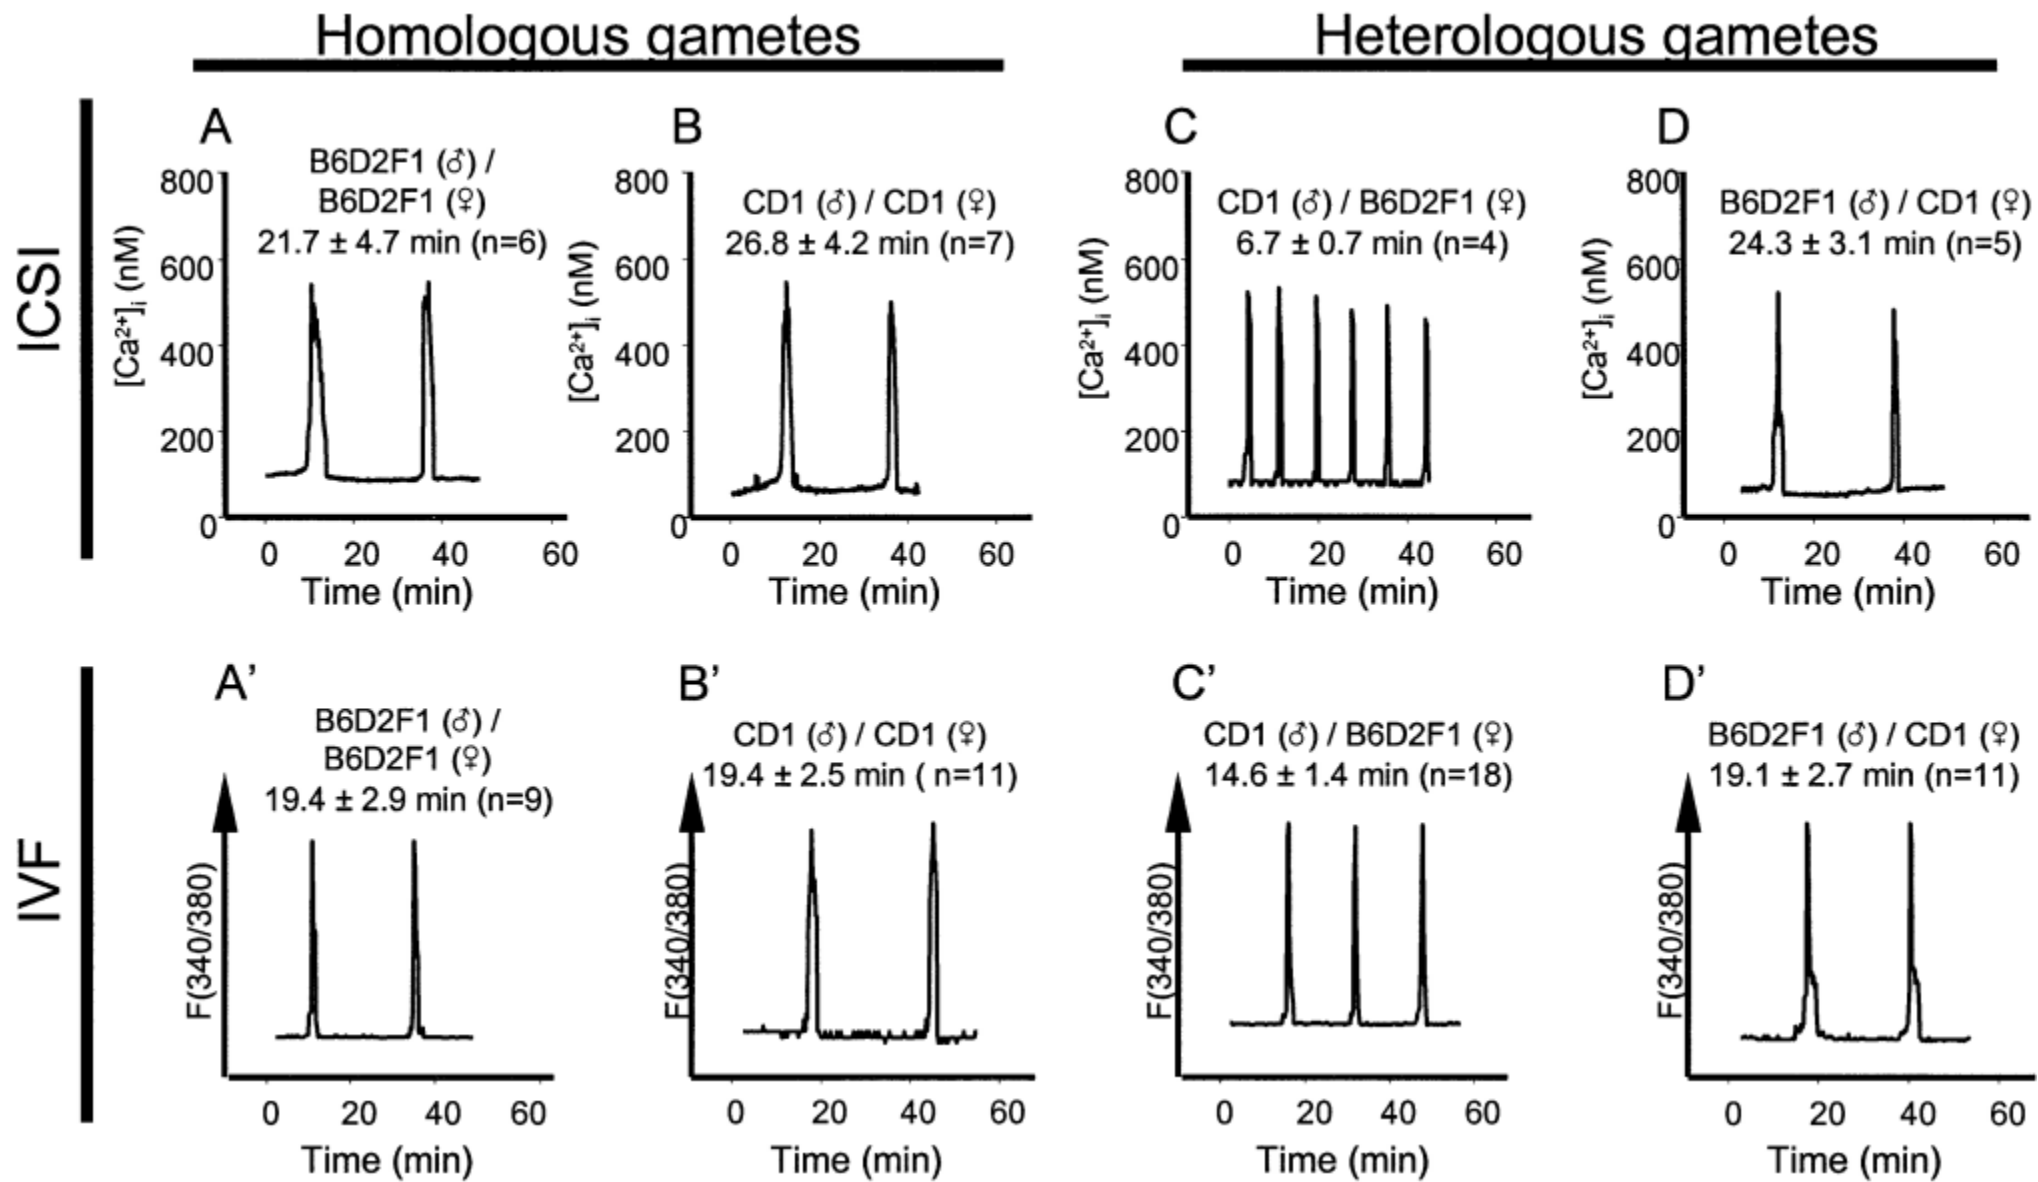 Homologous gametes
Heterologous gametes
ICSI
A
B6D2F1 (♂) /
B6D2F1 (♀)
21.7 ± 4.7 min (n=6)
[Ca²⁺]ᵢ (nM)
800
600
400
200
0
0 20 40 60
Time (min)
B
CD1 (♂) / CD1 (♀)
26.8 ± 4.2 min (n=7)
[Ca²⁺]ᵢ (nM)
800
600
400
200
0
0 20 40 60
Time (min)
C
CD1 (♂) / B6D2F1 (♀)
6.7 ± 0.7 min (n=4)
[Ca²⁺]ᵢ (nM)
800
600
400
200
0
0 20 40 60
Time (min)
D
B6D2F1 (♂) / CD1 (♀)
24.3 ± 3.1 min (n=5)
[Ca²⁺]ᵢ (nM)
800
600
400
200
0
0 20 40 60
Time (min)
IVF
A'
B6D2F1 (♂) /
B6D2F1 (♀)
19.4 ± 2.9 min (n=9)
F(340/380)
0 20 40 60
Time (min)
B'
CD1 (♂) / CD1 (♀)
19.4 ± 2.5 min ( n=11)
F(340/380)
0 20 40 60
Time (min)
C'
CD1 (♂) / B6D2F1 (♀)
14.6 ± 1.4 min (n=18)
F(340/380)
0 20 40 60
Time (min)
D'
B6D2F1 (♂) / CD1 (♀)
19.1 ± 2.7 min (n=11)
F(340/380)
0 20 40 60
Time (min)